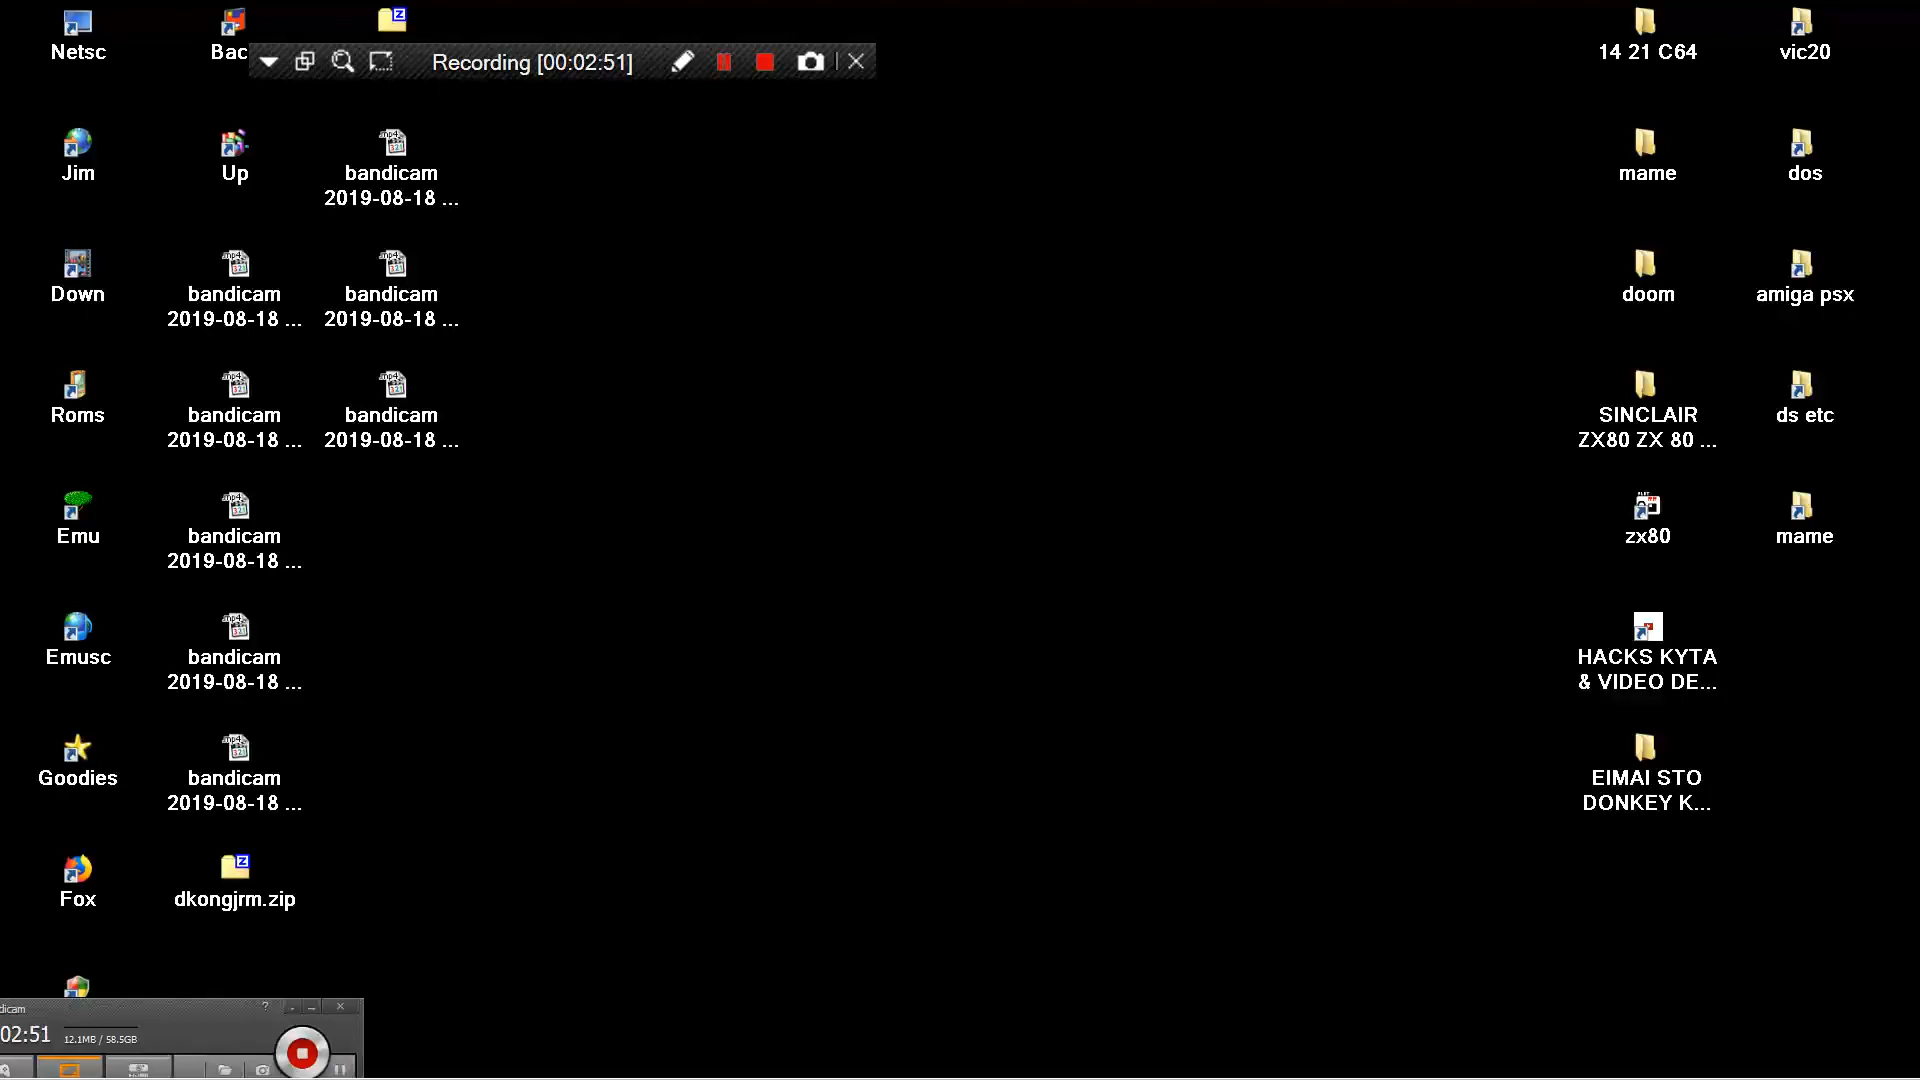 Netsc
Bac
Recording [00:02:51]
14 21 C64
vic20
Jim
Up
bandicam
2019-08-18 ...
mame
dos
Down
bandicam
2019-08-18 ...
bandicam
2019-08-18 ...
doom
amiga psx
Roms
bandicam
2019-08-18 ...
bandicam
2019-08-18 ...
SINCLAIR
ZX80 ZX 80 ...
ds etc
Emu
bandicam
2019-08-18 ...
zx80
mame
Emusc
bandicam
2019-08-18 ...
HACKS KYTA
& VIDEO DE...
Goodies
bandicam
2019-08-18 ...
EIMAI STO
DONKEY K...
Fox
dkongjrm.zip
dicam
02:51
12.1MB / 58.5GB